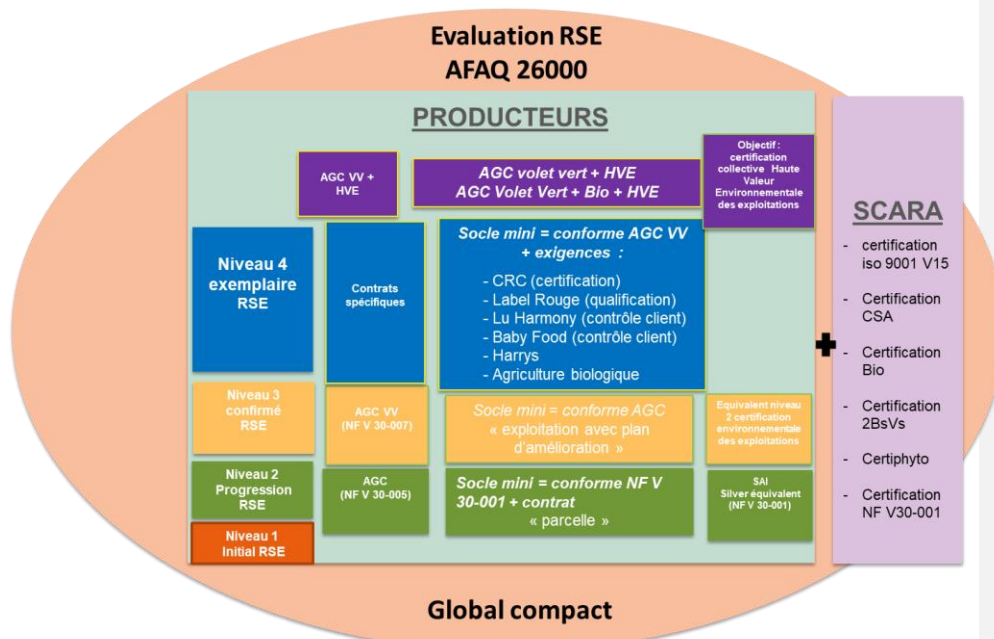 Evaluation RSE
AFAQ 26000
PRODUCTEURS
AGC VV +
HVE
AGC volet vert + HVE
AGC Volet Vert + Bio + HVE
Objectif :
certification
collective Haute
Valeur
Environnementale
des exploitations
Niveau 4
exemplaire
RSE
Contrats
spécifiques
Socle mini = conforme AGC VV
+ exigences :
- CRC (certification)
- Label Rouge (qualification)
- Lu Harmony (contrôle client)
- Baby Food (contrôle client)
- Harrys
- Agriculture biologique
Niveau 3
confirmé
RSE
AGC VV
(NF V 30-007)
Socle mini = conforme AGC
« exploitation avec plan
d'amélioration »
Equivalent niveau
2 certification
environnementale
des exploitations
Niveau 2
Progression
RSE
AGC
(NF V 30-005)
Socle mini = conforme NF V
30-001 + contrat
« parcelle »
SAI
Silver équivalent
(NF V 30-001)
Niveau 1
Initial RSE
+
SCARA
- certification
iso 9001 V15
- Certification
CSA
- Certification
Bio
- Certification
2BsVs
- Certiphyto
- Certification
NF V30-001
Global compact